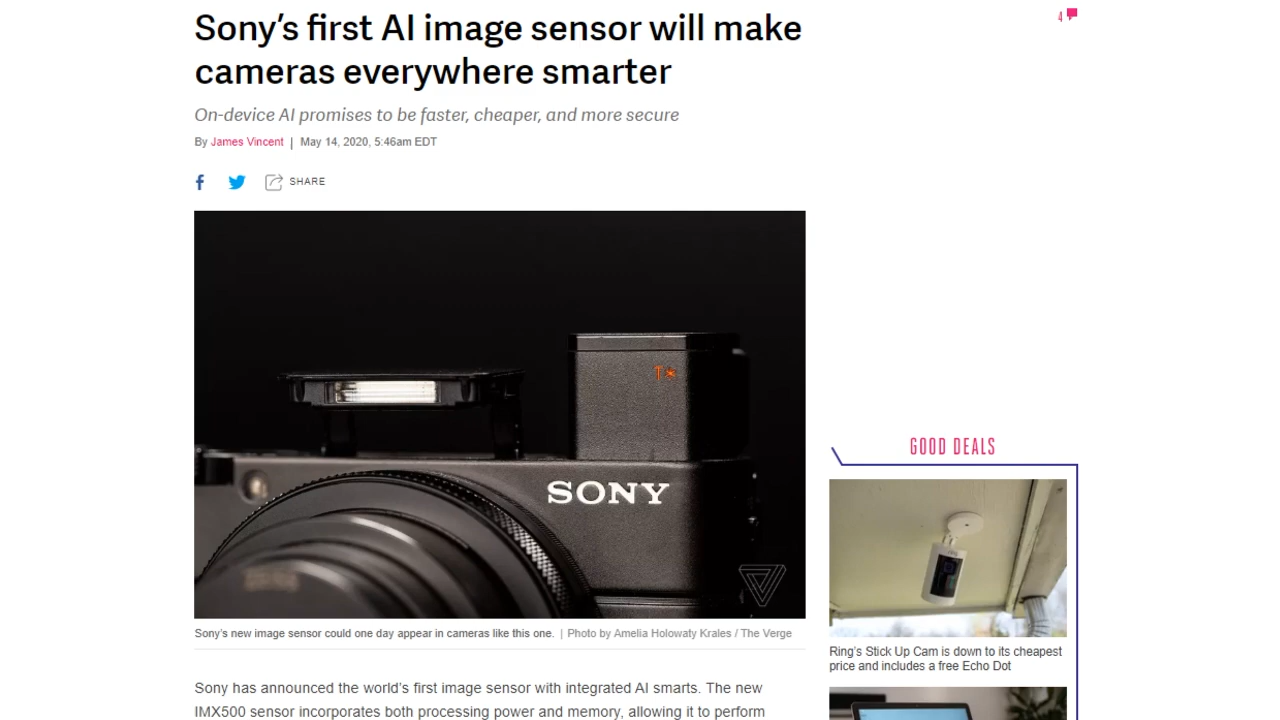 Sony’s first AI image sensor will make
cameras everywhere smarter
4
On-device AI promises to be faster, cheaper, and more secure
By James Vincent | May 14, 2020, 5:46am EDT
SHARE
T*
SONY
Sony’s new image sensor could one day appear in cameras like this one. | Photo by Amelia Holowaty Krales / The Verge
Sony has announced the world’s first image sensor with integrated AI smarts. The new
IMX500 sensor incorporates both processing power and memory, allowing it to perform
GOOD DEALS
Ring’s Stick Up Cam is down to its cheapest
price and includes a free Echo Dot